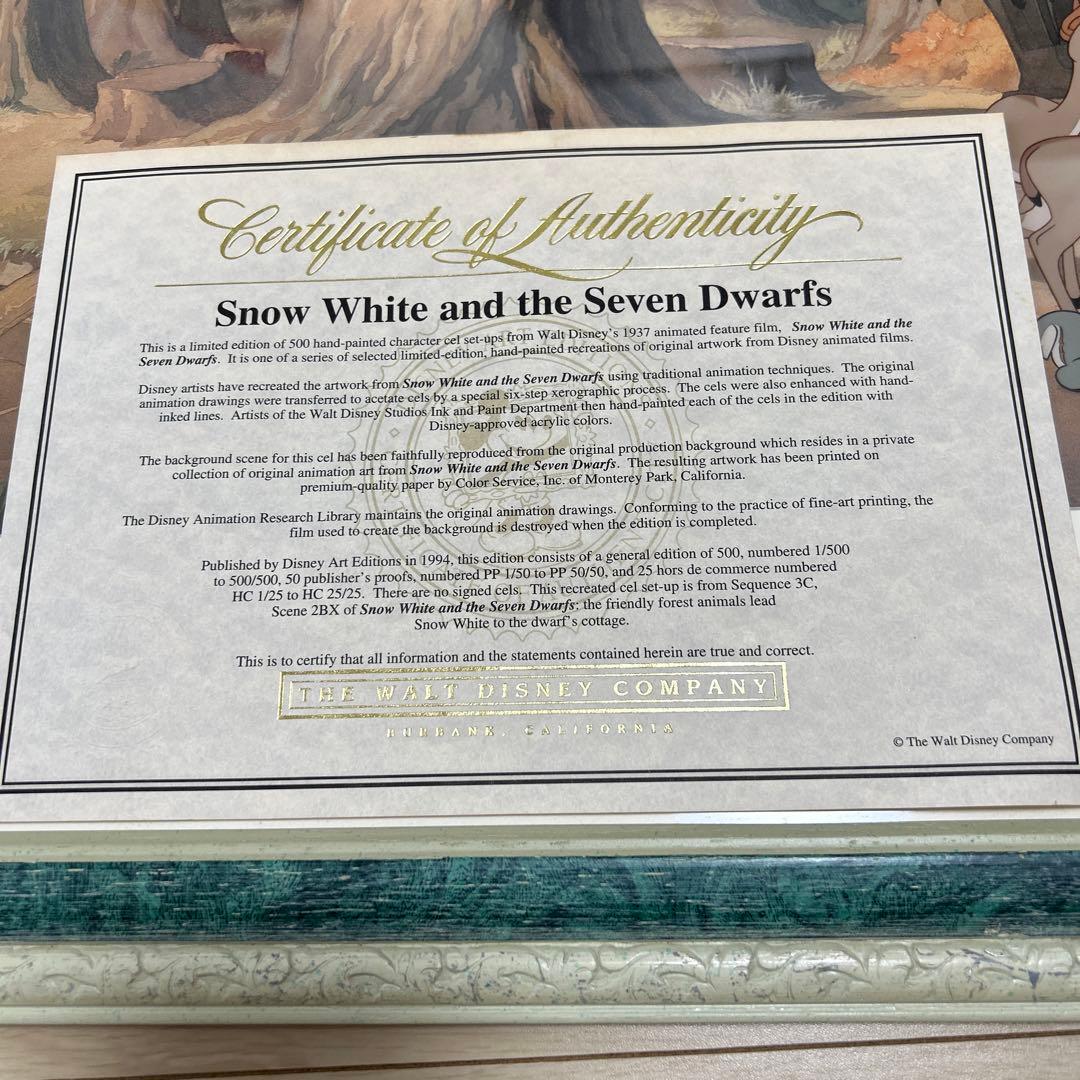 Certificate of Authenticity
Snow White and the Seven Dwarfs
This is a limited edition of 500 hand-painted character cel set-ups from Walt Disney's 1937 animated feature film, Snow White and the
Seven Dwarfs. It is one of a series of selected limited-edition, hand-painted recreations of original artwork from Disney animated films.
Disney artists have recreated the artwork from Snow White and the Seven Dwarfs using traditional animation techniques. The original
animation drawings were transferred to acetate cels by a special six-step xerographic process. The cels were also enhanced with hand-
inked lines. Artists of the Walt Disney Studios Ink and Paint Department then hand-painted each of the cels in the edition with
Disney-approved acrylic colors.
The background scene for this cel has been faithfully reproduced from the original production background which resides in a private
collection of original animation art from Snow White and the Seven Dwarfs. The resulting artwork has been printed on
premium-quality paper by Color Service, Inc. of Monterey Park, California.
The Disney Animation Research Library maintains the original animation drawings. Conforming to the practice of fine-art printing, the
film used to create the background is destroyed when the edition is completed.
Published by Disney Art Editions in 1994, this edition consists of a general edition of 500, numbered 1/500
to 500/500, 50 publisher's proofs, numbered PP 1/50 to PP 50/50, and 25 hors de commerce numbered
HC 1/25 to HC 25/25. There are no signed cels. This recreated cel set-up is from Sequence 3C,
Scene 2BX of Snow White and the Seven Dwarfs: the friendly forest animals lead
Snow White to the dwarf's cottage.
This is to certify that all information and the statements contained herein are true and correct.
THE WALT DISNEY COMPANY
BURBANK, CALIFORNIA
© The Walt Disney Company